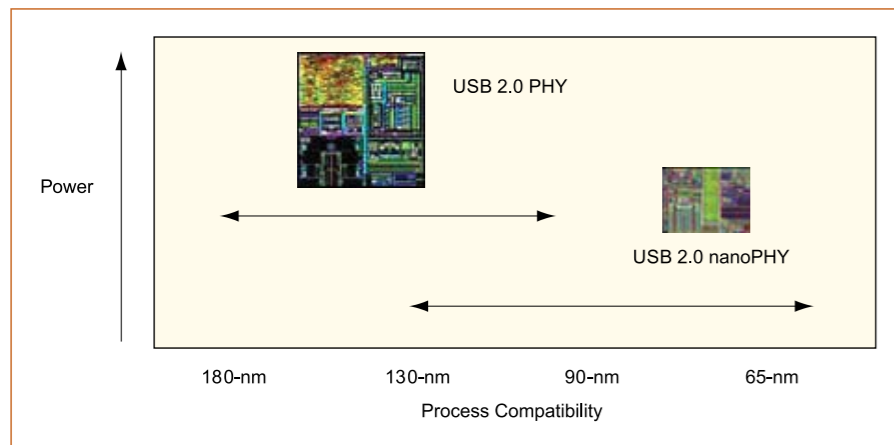 USB 2.0 PHY
Power
USB 2.0 nanoPHY
180-nm 130-nm 90-nm 65-nm
Process Compatibility